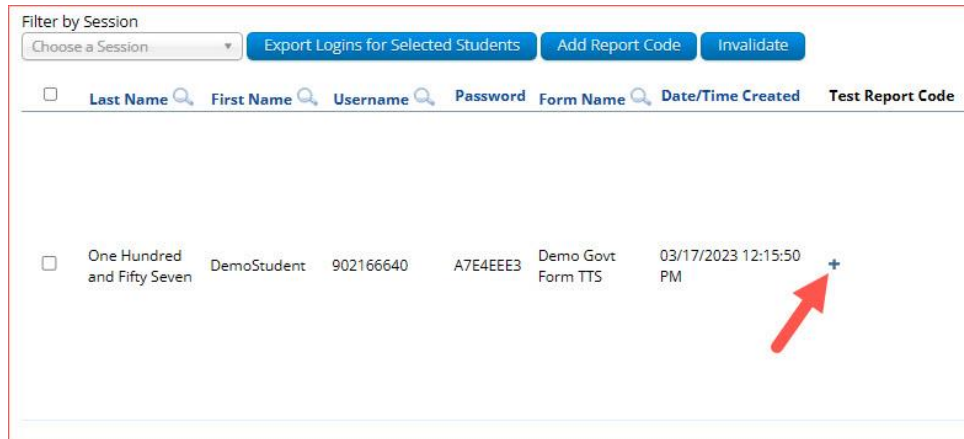 Filter by Session
Choose a Session
Export Logins for Selected Students
Add Report Code
Invalidate
Last Name First Name Username Password Form Name Date/Time Created Test Report Code
One Hundred and Fifty Seven
DemoStudent
902166640
A7E4EEE3
Demo Govt
Form TTS
03/17/2023 12:15:50
PM
+